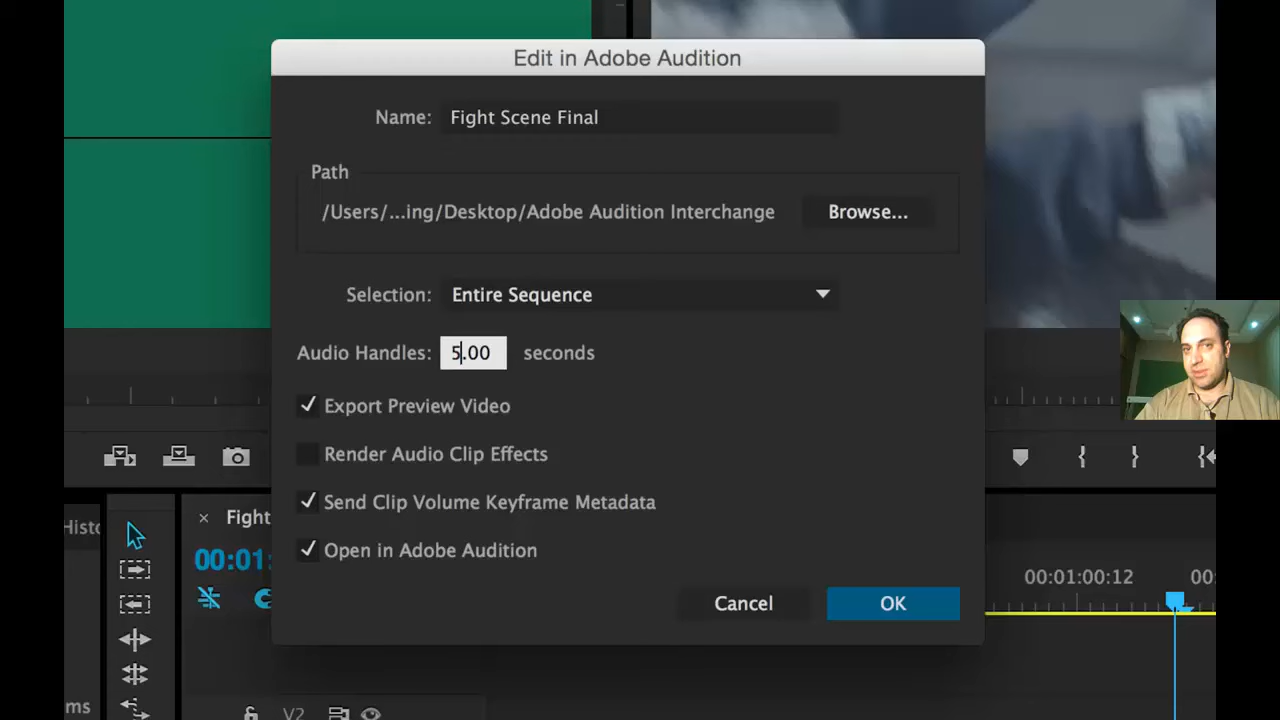 Edit in Adobe Audition
Name: Fight Scene Final
Path
/Users/...ing/Desktop/Adobe Audition Interchange Browse...
Selection: Entire Sequence
Audio Handles: 5.00 seconds
Export Preview Video
Render Audio Clip Effects
Send Clip Volume Keyframe Metadata
Open in Adobe Audition
Cancel OK
Histo
× Fight
00:01:
00:01:00:12 00:
ms
V2